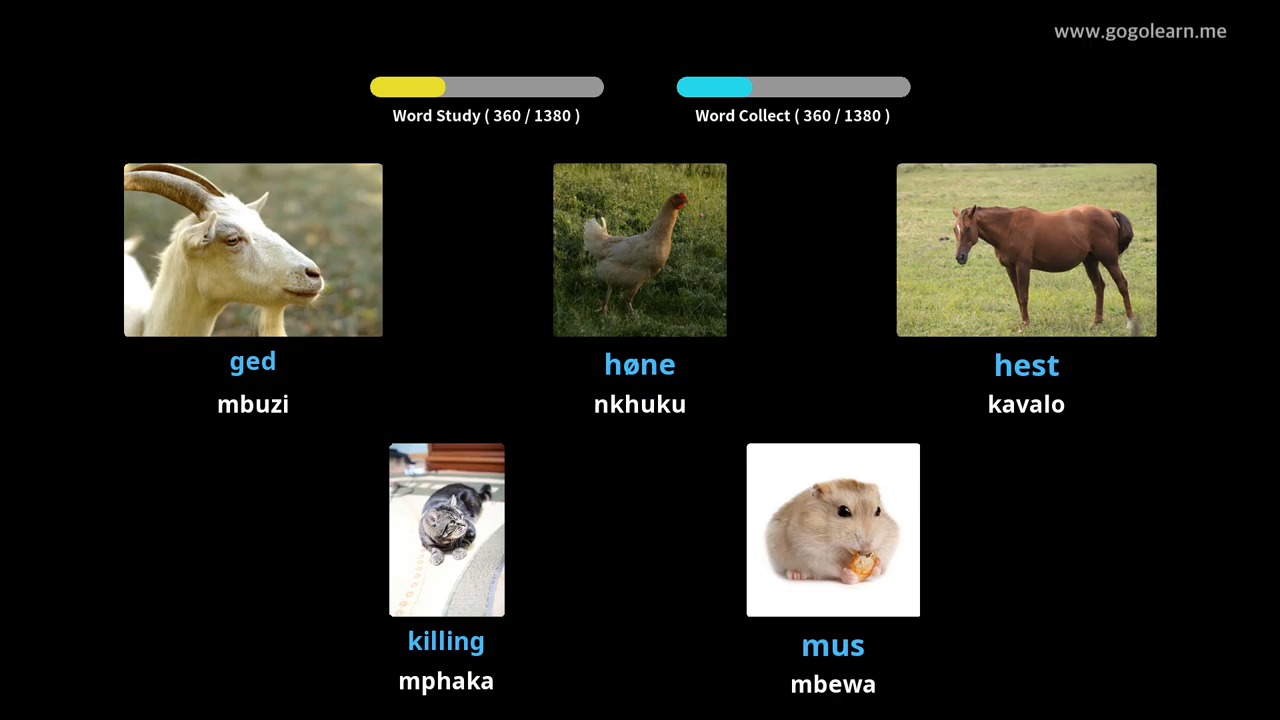 www.gogolearn.me
Word Study ( 360 / 1380 )
Word Collect ( 360 / 1380 )
ged
høne
hest
mbuzi
nkhuku
kavalo
killing
mus
mphaka
mbewa